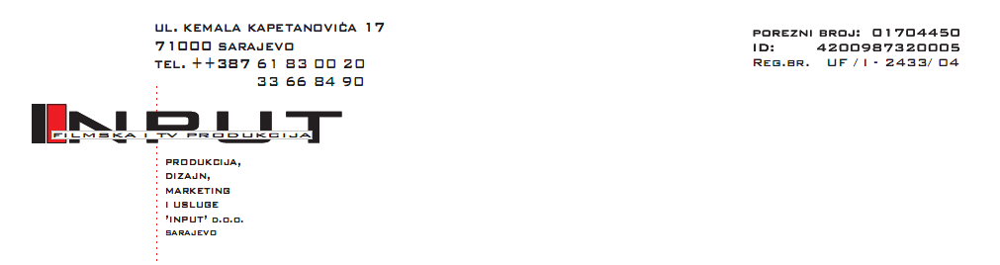 UL. KEMALA KAPETANOVIĆA 17
71000 SARAJEVO
TEL. ++387 61 83 00 20
33 66 84 90
POREZNI BROJ: 01704450
ID: 4200987320005
REG.BR. UF / I - 2433/ 04
INPUT
FILMSKA I TV PRODUKCIJA
PRODUKCIJA,
DIZAJN,
MARKETING
I USLUGE
'INPUT' D.O.O.
SARAJEVO